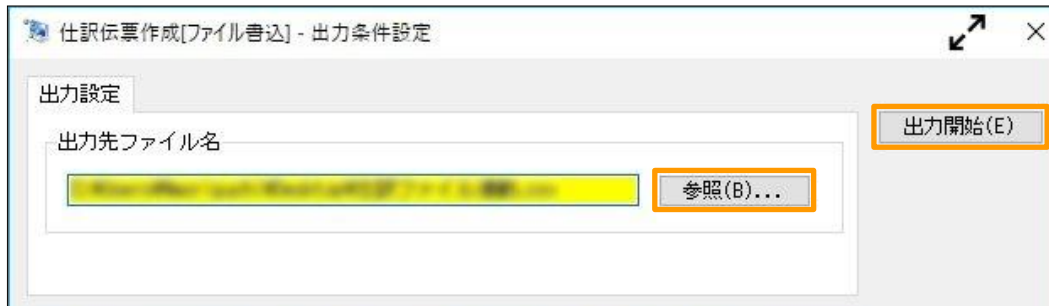 仕訳伝票作成[ファイル書込] - 出力条件設定
出力設定
出力開始(E)
出力先ファイル名
参照(B)...